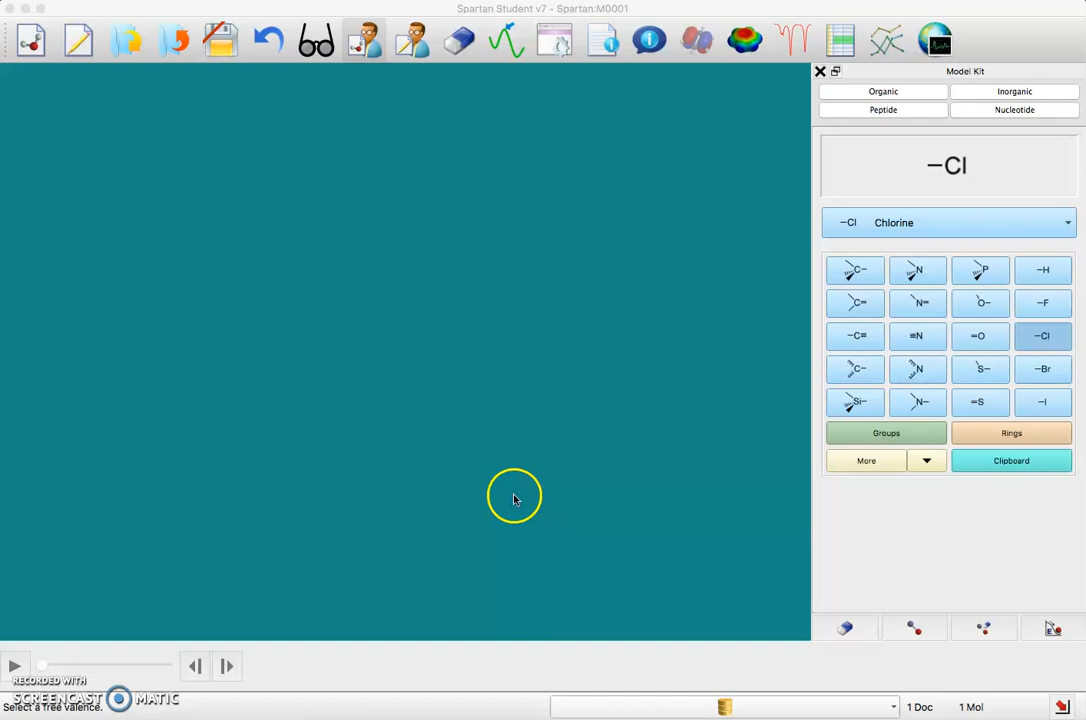 Spartan Student v7 - Spartan:M0001
Model Kit
Organic
Inorganic
Peptide
Nucleotide
–Cl
–Cl Chlorine
C– N P –H
C= N= O– –F
–C≡ ≡N =O –Cl
C– N S– –Br
Si– N– =S –I
Groups
Rings
More
Clipboard
E
RECORDED WITH
SCREENCAST MATIC
Select a free valence.
1 Doc
1 Mol